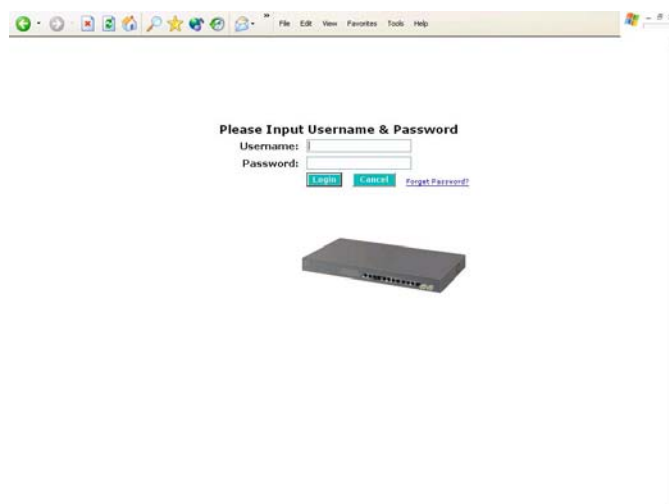 File Edit View Favorites Tools Help
Please Input Username & Password
Username:
Password:
Login Cancel Forget Password?